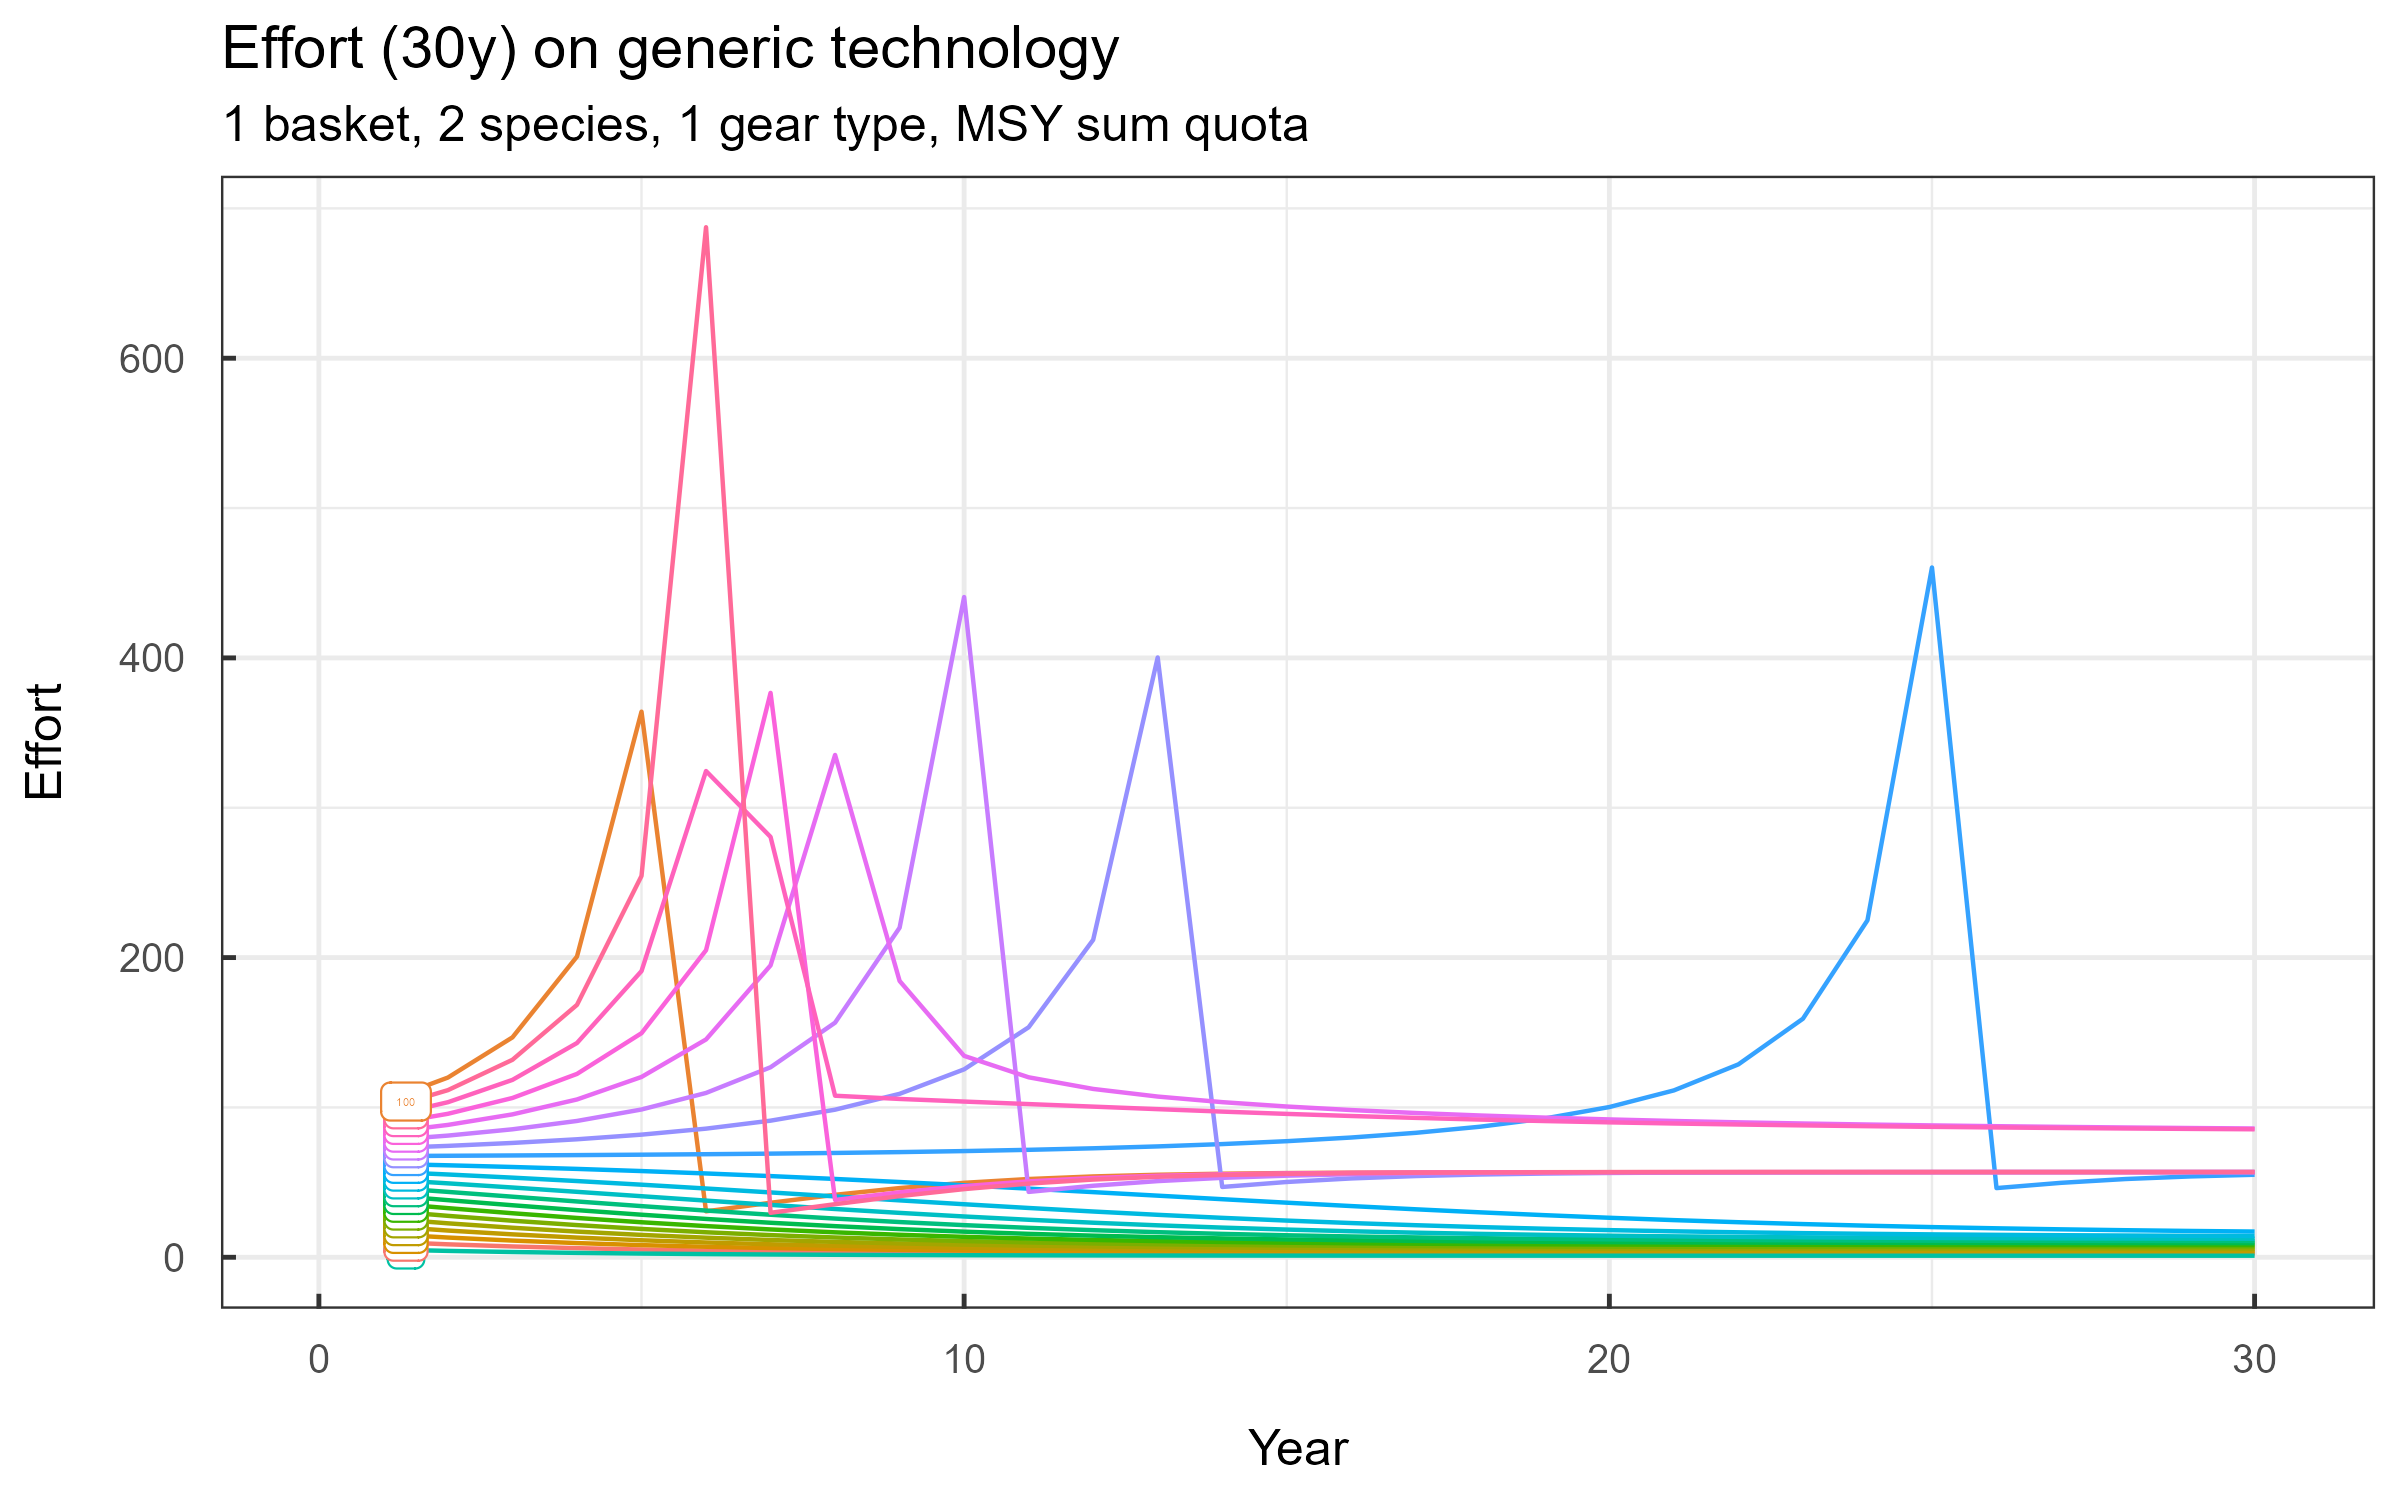 Effort (30y) on generic technology
1 basket, 2 species, 1 gear type, MSY sum quota
600
400
200
0
Effort
100
0
10
20
30
Year